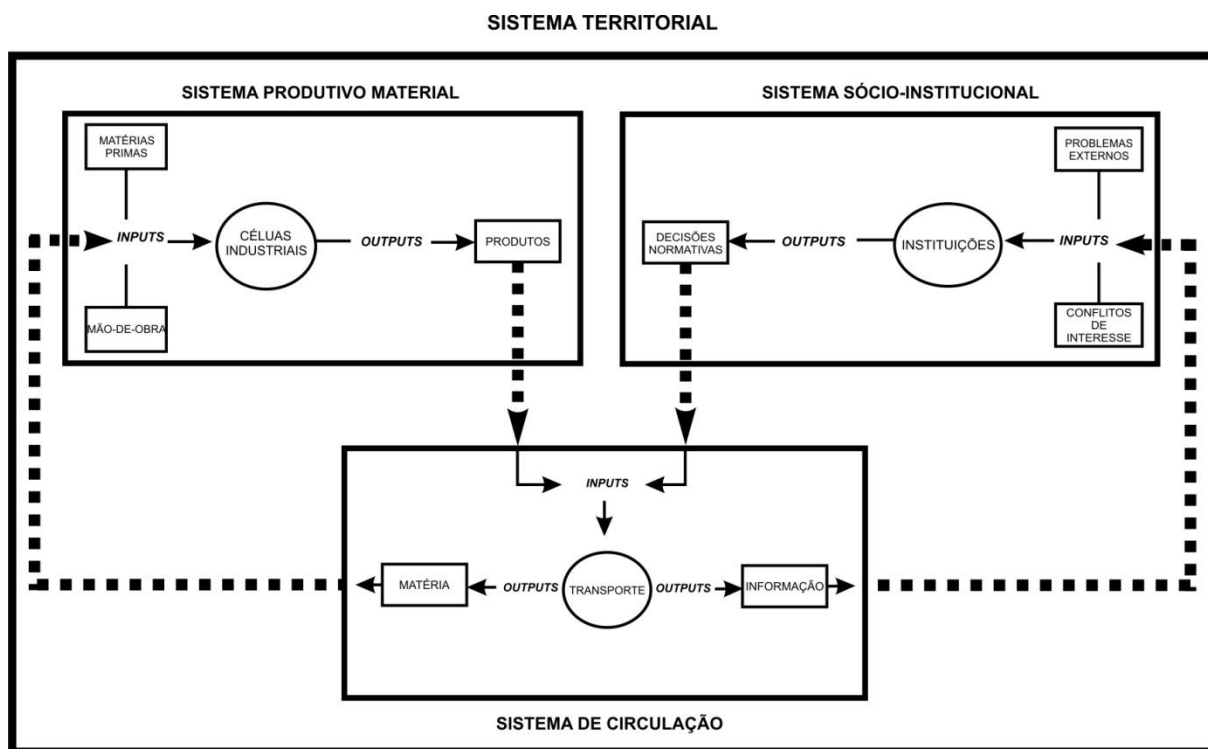 SISTEMA TERRITORIAL
SISTEMA PRODUTIVO MATERIAL
MATÉRIAS
PRIMAS
INPUTS
CÉLUAS
INDUSTRIAIS
OUTPUTS
PRODUTOS
MÃO-DE-OBRA
SISTEMA SÓCIO-INSTITUCIONAL
PROBLEMAS
EXTERNOS
DECISÕES
NORMATIVAS
OUTPUTS
INSTITUIÇÕES
INPUTS
CONFLITOS
DE
INTERESSE
INPUTS
MATÉRIA
OUTPUTS
TRANSPORTE
OUTPUTS
INFORMAÇÃO
SISTEMA DE CIRCULAÇÃO